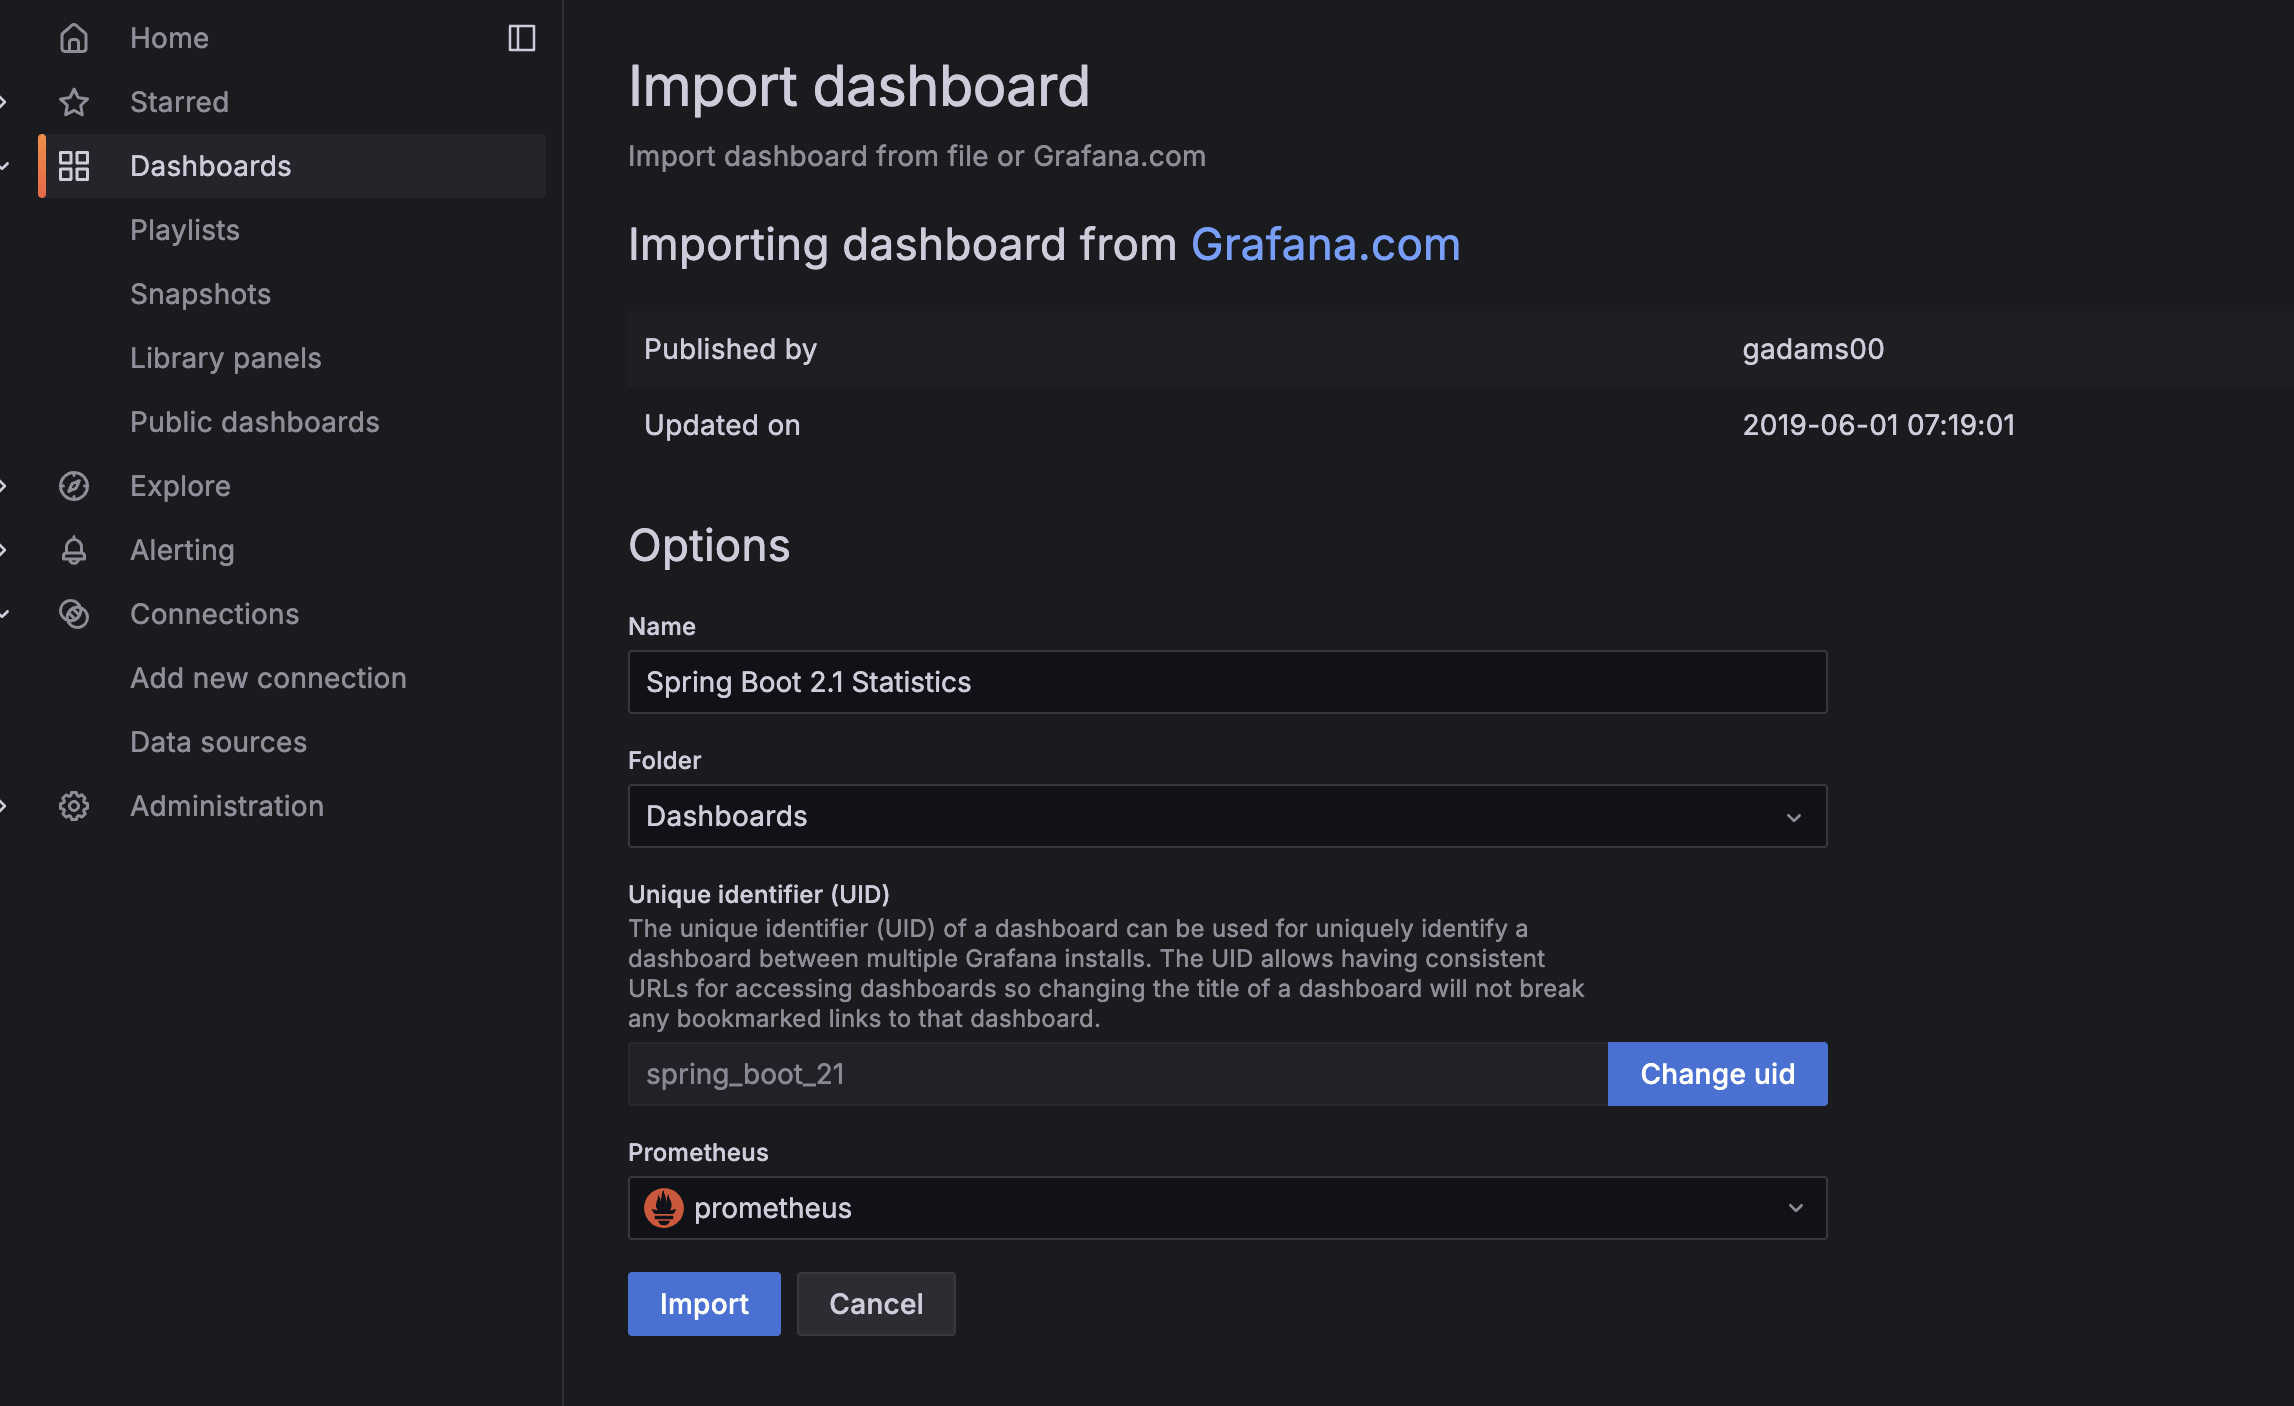 Home
Starred
Dashboards
Playlists
Snapshots
Library panels
Public dashboards
Explore
Alerting
Connections
Add new connection
Data sources
Administration
Import dashboard
Import dashboard from file or Grafana.com
Importing dashboard from Grafana.com
Published by gadams00
Updated on 2019-06-01 07:19:01
Options
Name
Spring Boot 2.1 Statistics
Folder
Dashboards
Unique identifier (UID)
The unique identifier (UID) of a dashboard can be used for uniquely identify a
dashboard between multiple Grafana installs. The UID allows having consistent
URLs for accessing dashboards so changing the title of a dashboard will not break
any bookmarked links to that dashboard.
spring_boot_21 Change uid
Prometheus
prometheus
Import Cancel